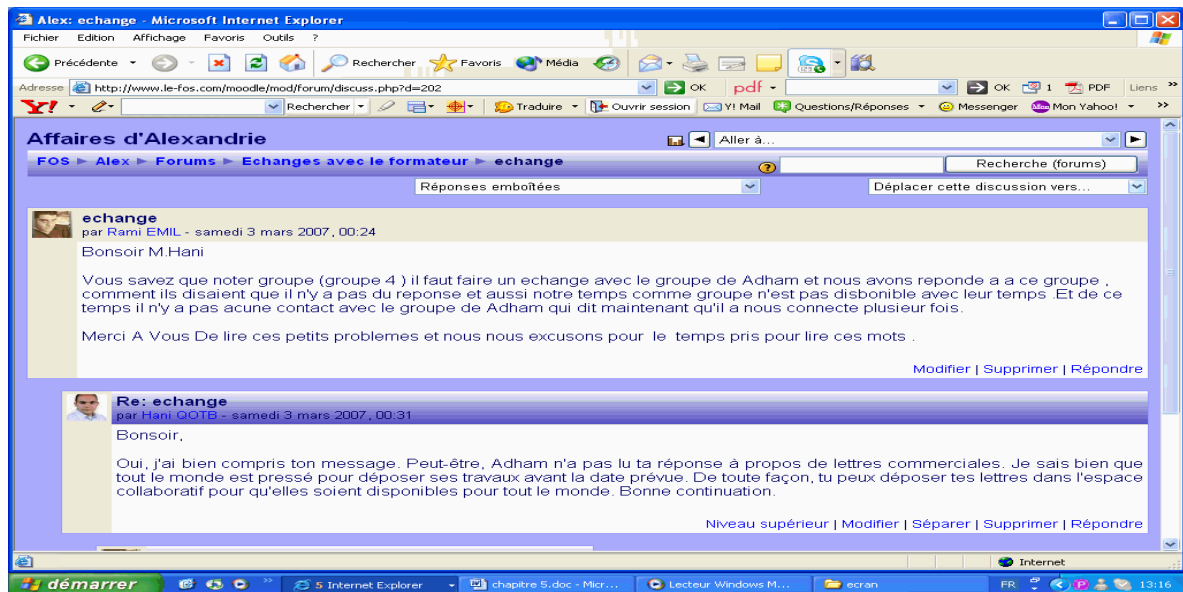 Alex: echange - Microsoft Internet Explorer
Fichier Edition Affichage Favoris Outils ?
Précédente Rechercher Favoris Média
Adresse http://www.le-fos.com/moodle/mod/forum/discuss.php?d=202 OK pdf OK 1 PDF Liens »
Y! Rechercher Traduire Ouvrir session Y! Mail Questions/Réponses Messenger Mon Yahoo! »
Affaires d'Alexandrie Aller à...
FOS ► Alex ► Forums ► Echanges avec le formateur ► echange Recherche (forums)
Réponses emboîtées Déplacer cette discussion vers...
echange
par Rami EMIL - samedi 3 mars 2007, 00:24
Bonsoir M.Hani
Vous savez que noter groupe (groupe 4 ) il faut faire un echange avec le groupe de Adham et nous avons reponde a a ce groupe ,
comment ils disaient que il n'y a pas du reponse et aussi notre temps comme groupe n'est pas disbonible avec leur temps .Et de ce
temps il n'y a pas acune contact avec le groupe de Adham qui dit maintenant qu'il a nous connecte plusieur fois.
Merci A Vous De lire ces petits problemes et nous nous excusons pour le temps pris pour lire ces mots .
Modifier | Supprimer | Répondre
Re: echange
par Hani QOTB - samedi 3 mars 2007, 00:31
Bonsoir,
Oui, j'ai bien compris ton message. Peut-être, Adham n'a pas lu ta réponse à propos de lettres commerciales. Je sais bien que
tout le monde est pressé pour déposer ses travaux avant la date prévue. De toute façon, tu peux déposer tes lettres dans l'espace
collaboratif pour qu'elles soient disponibles pour tout le monde. Bonne continuation.
Niveau supérieur | Modifier | Séparer | Supprimer | Répondre
Internet
démarrer » 5 Internet Explorer chapitre 5.doc - Micr... Lecteur Windows M... ecran FR 13:16